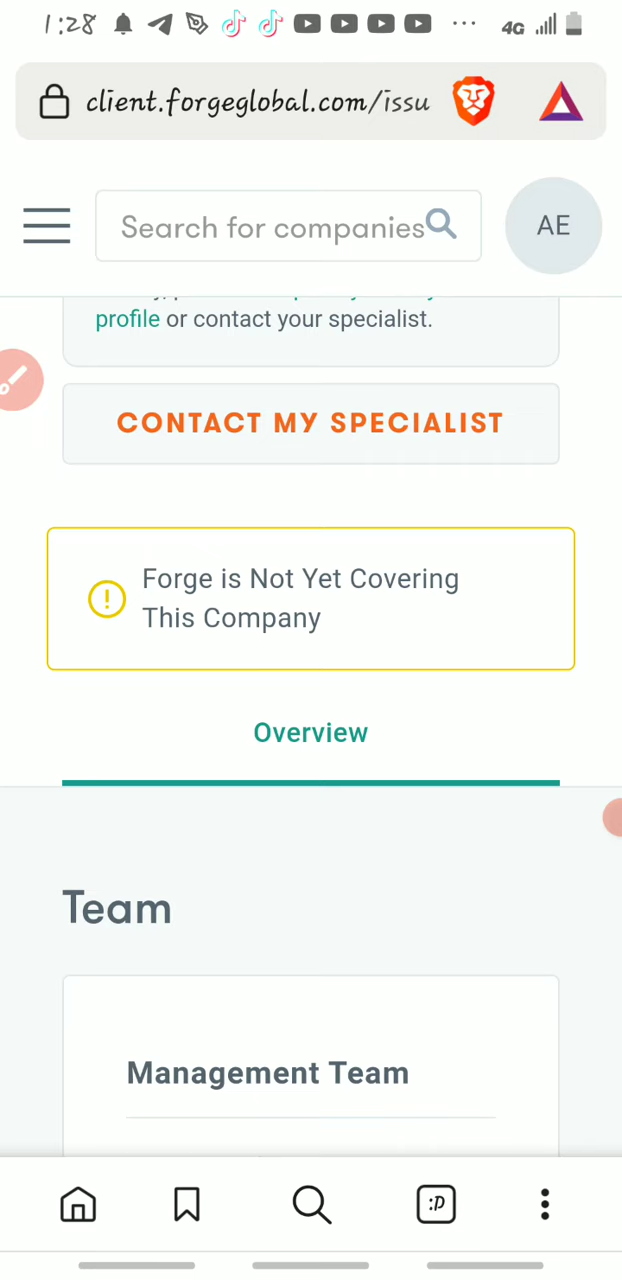 1:28 4G
client.forgeglobal.com/issu
Search for companies AE
profile or contact your specialist.
CONTACT MY SPECIALIST
Forge is Not Yet Covering
This Company
Overview
Team
Management Team
:D